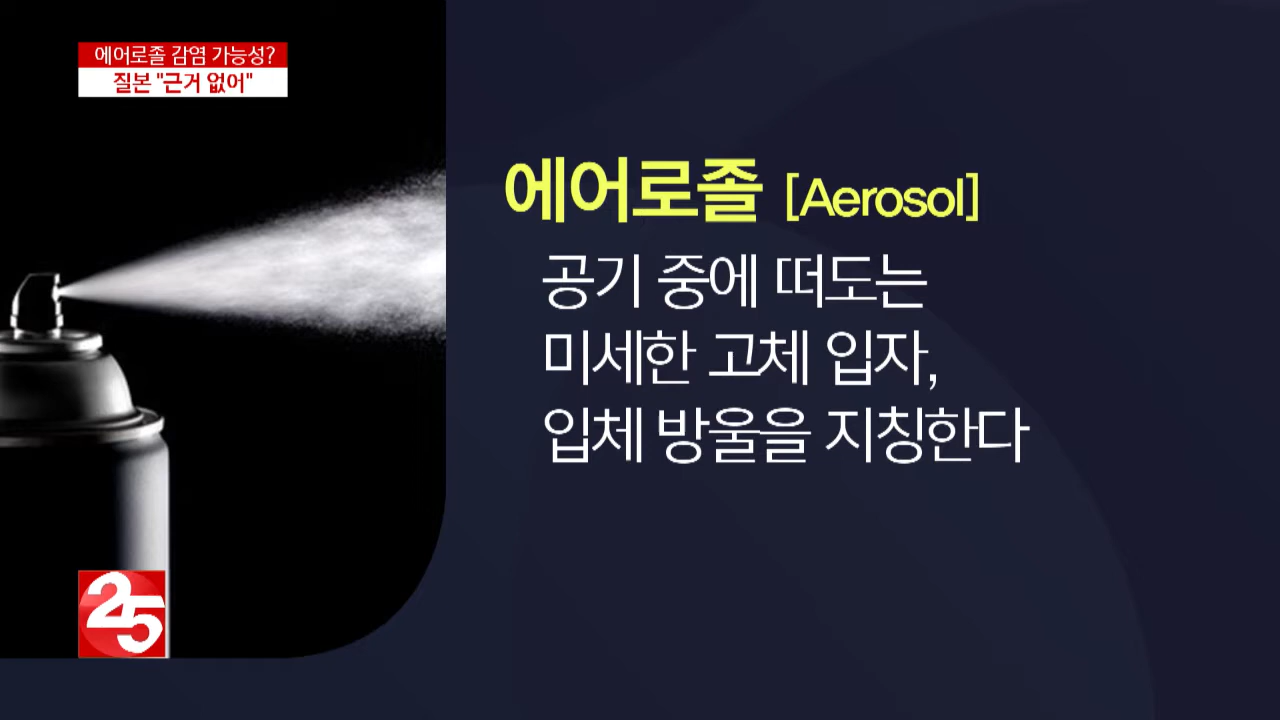 에어로졸 감염 가능성?
질본 "근거 없어"
에어로졸 [Aerosol]
공기 중에 떠도는
미세한 고체 입자,
입체 방울을 지칭한다
25